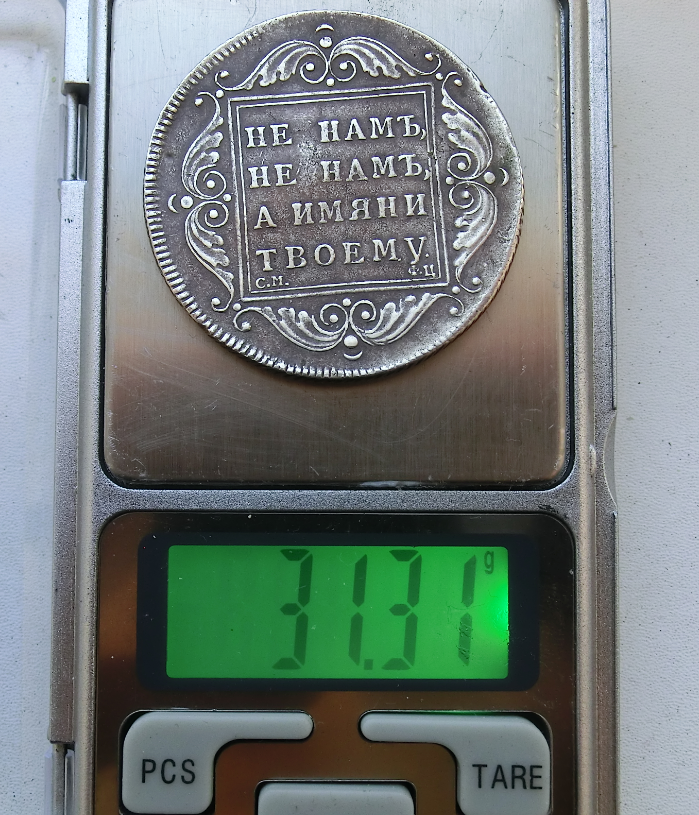 НЕ НАМЪ,
НЕ НАМЪ,
А ИМЯНИ
ТВОЕМУ.
С.М. Ф.Ц
31.31 g
PCS TARE